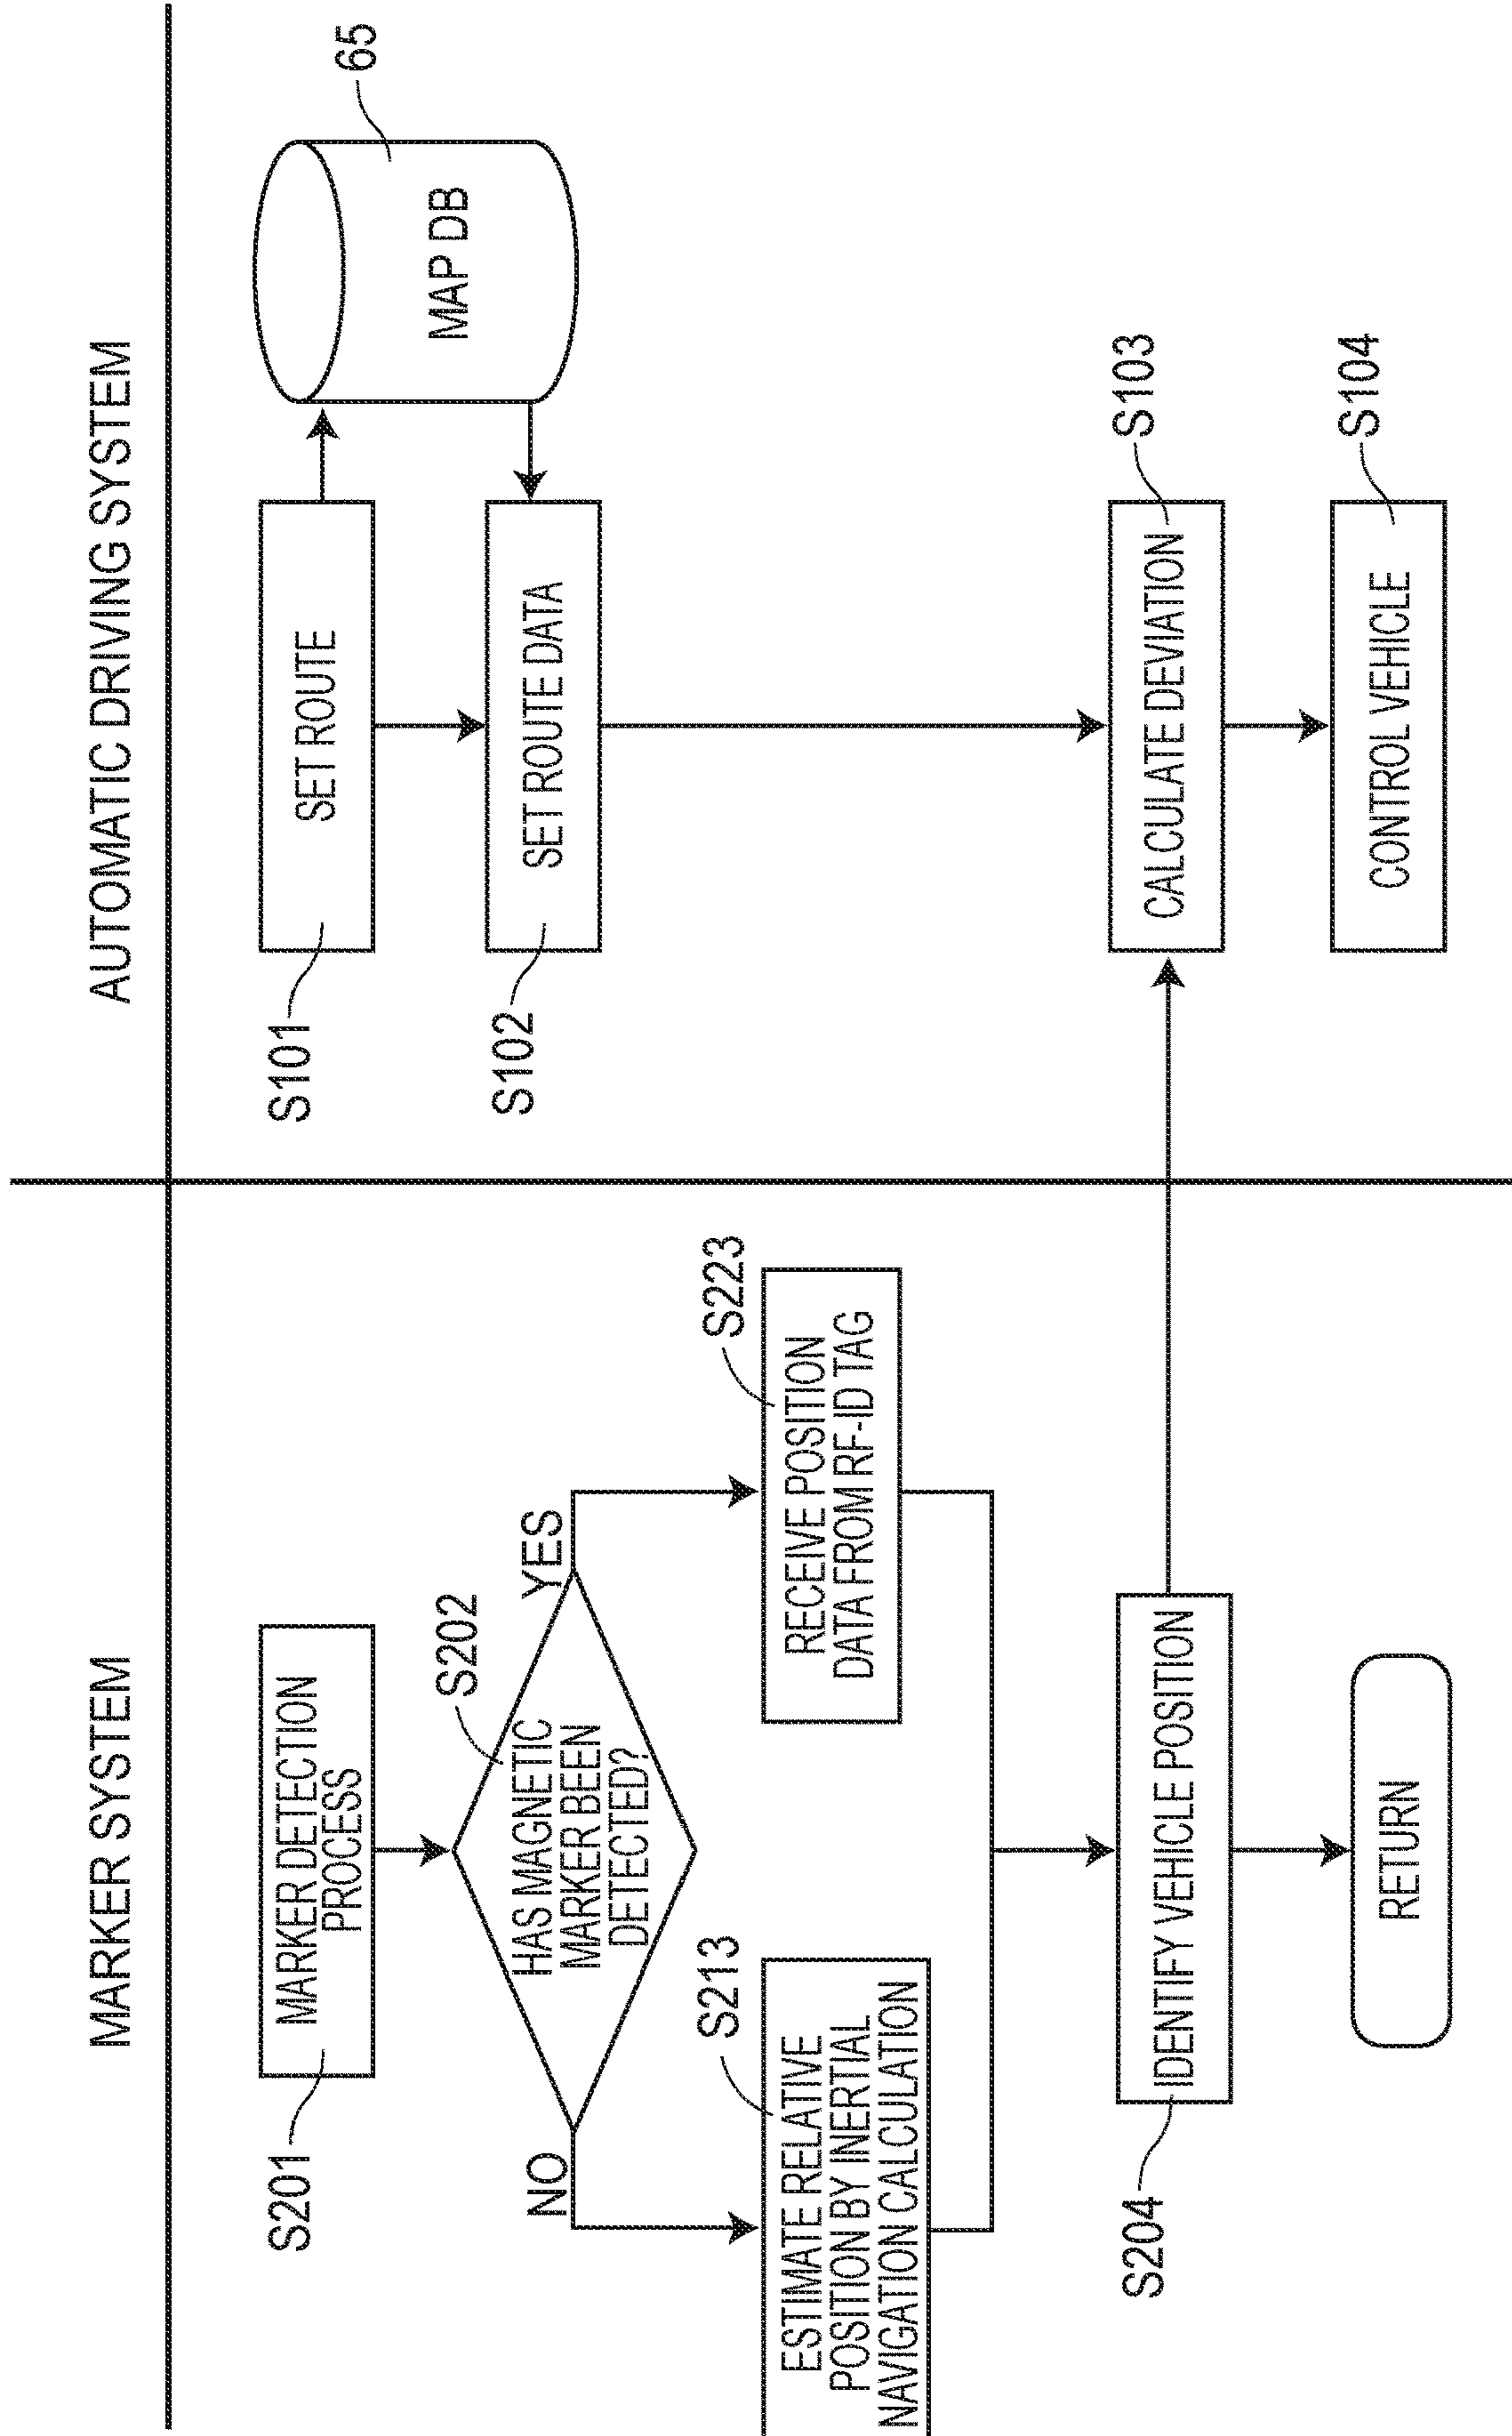 MARKER SYSTEM
S201
MARKER DETECTION
PROCESS
S202
HAS MAGNETIC
MARKER BEEN
DETECTED?
NO
YES
S213
ESTIMATE RELATIVE
POSITION BY INERTIAL
NAVIGATION CALCULATION
S223
RECEIVE POSITION
DATA FROM RF-ID TAG
S204
IDENTIFY VEHICLE POSITION
RETURN
AUTOMATIC DRIVING SYSTEM
S101
SET ROUTE
65
MAP DB
S102
SET ROUTE DATA
CALCULATE DEVIATION
S103
CONTROL VEHICLE
S104